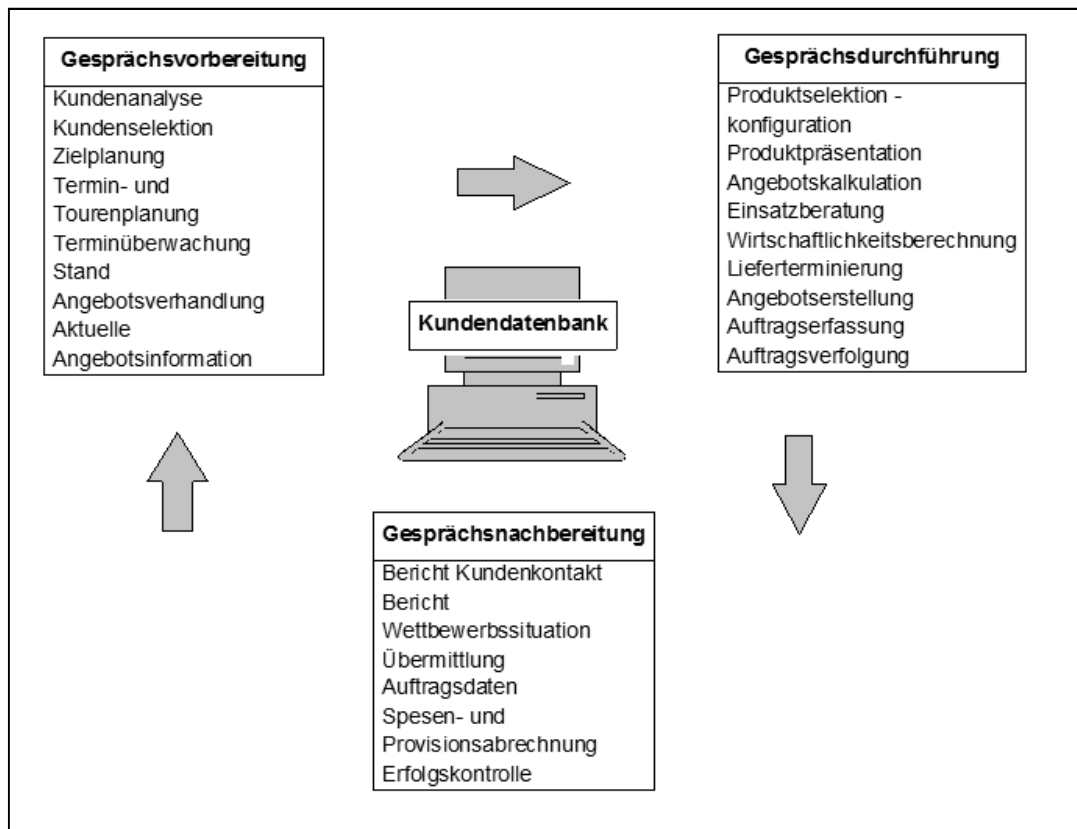 Gesprächsvorbereitung
Kundenanalyse
Kundenselektion
Zielplanung
Termin- und
Tourenplanung
Terminüberwachung
Stand
Angebotsverhandlung
Aktuelle
Angebotsinformation
Gesprächsdurchführung
Produktselektion -
konfiguration
Produktpräsentation
Angebotskalkulation
Einsatzberatung
Wirtschaftlichkeitsberechnung
Lieferterminierung
Angebotserstellung
Auftragserfassung
Auftragsverfolgung
Kundendatenbank
Gesprächsnachbereitung
Bericht Kundenkontakt
Bericht
Wettbewerbssituation
Übermittlung
Auftragsdaten
Spesen- und
Provisionsabrechnung
Erfolgskontrolle